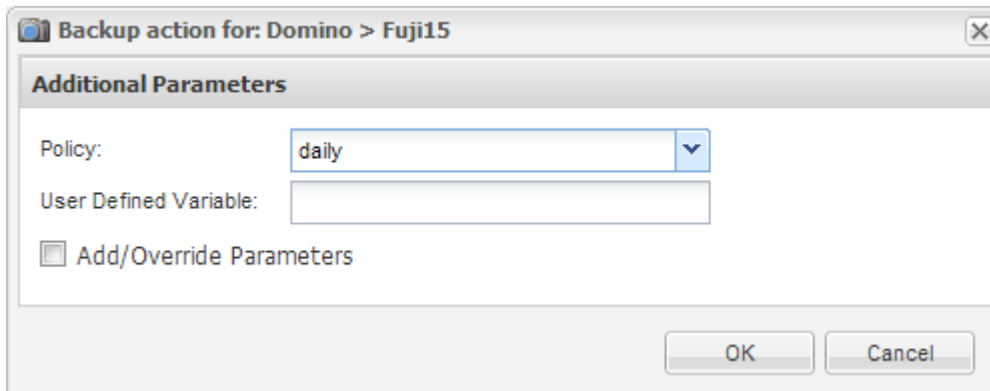 Backup action for: Domino > Fuji15
Additional Parameters
Policy: daily
User Defined Variable:
Add/Override Parameters
OK Cancel